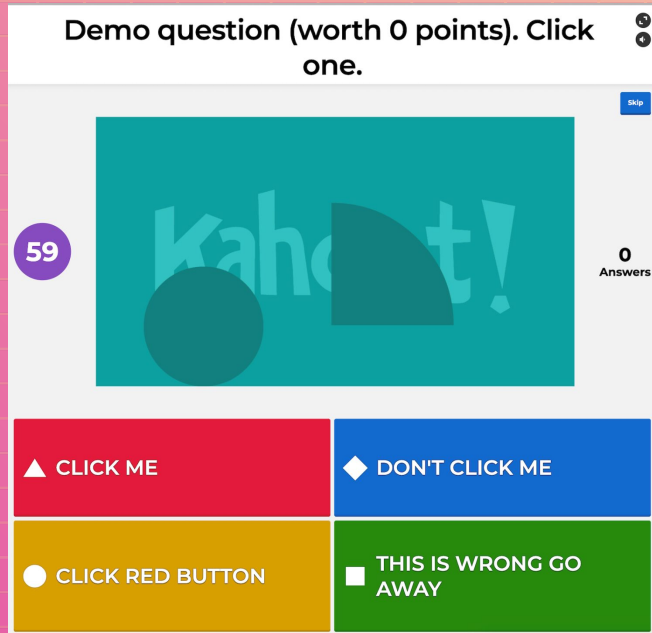 Demo question (worth 0 points). Click
one.
Skip
59
Kahoot!
0
Answers
CLICK ME
DON'T CLICK ME
CLICK RED BUTTON
THIS IS WRONG GO
AWAY